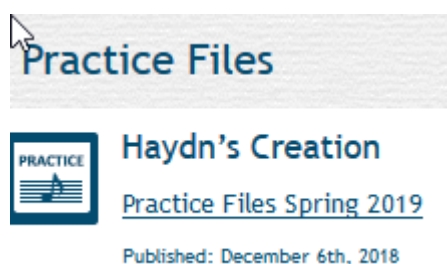 Practice Files
PRACTICE
Haydn's Creation
Practice Files Spring 2019
Published: December 6th, 2018